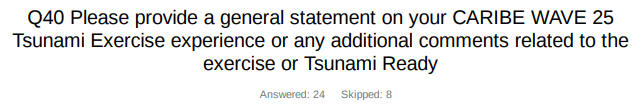 Q40 Please provide a general statement on your CARIBE WAVE 25
Tsunami Exercise experience or any additional comments related to the
exercise or Tsunami Ready
Answered: 24 Skipped: 8